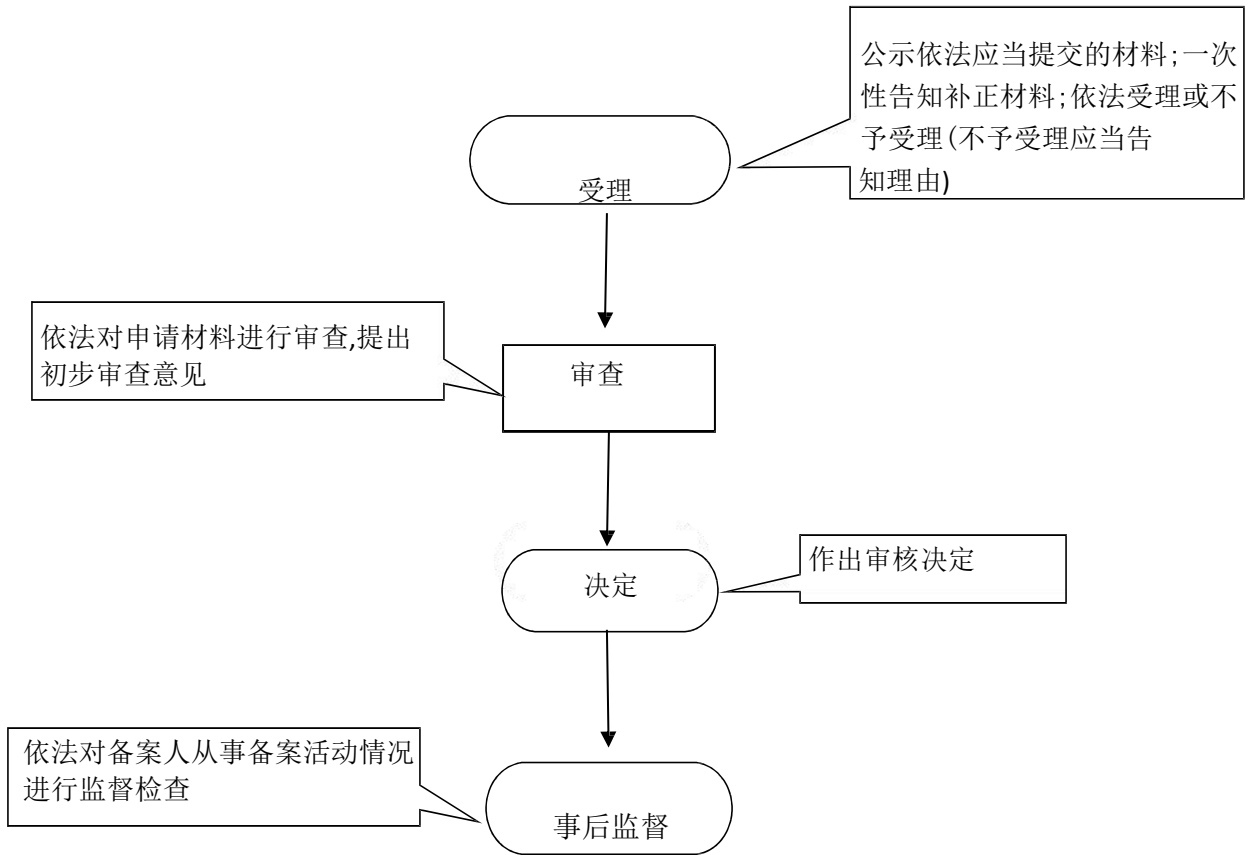 公示依法应当提交的材料;一次
性告知补正材料;依法受理或不
予受理(不予受理应当告
知理由)
受理
依法对申请材料进行审查,提出
初步审查意见
审查
决定
作出审核决定
依法对备案人从事备案活动情况
进行监督检查
事后监督